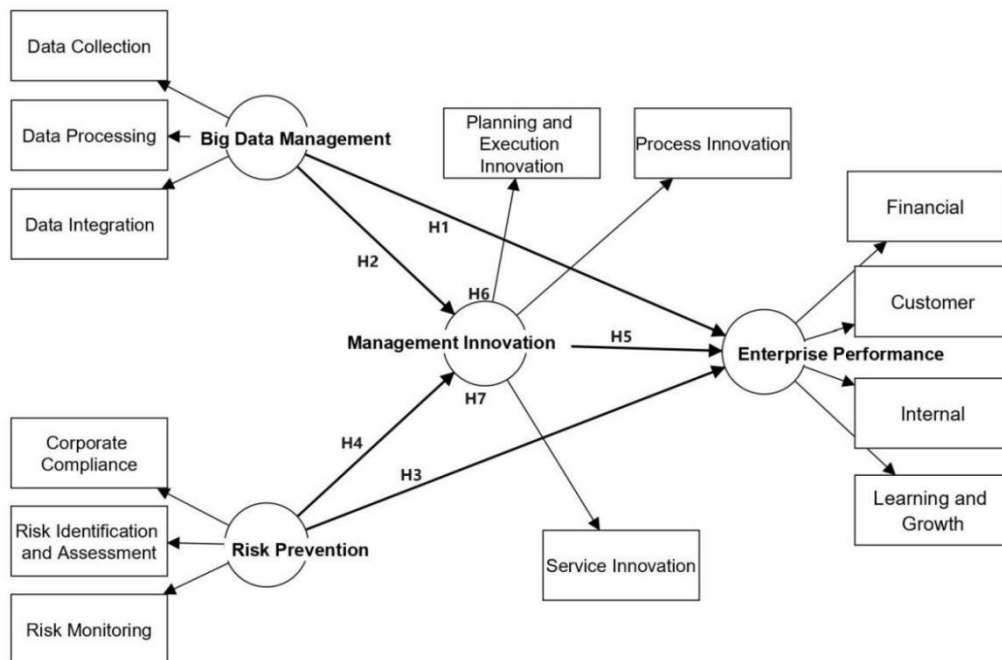 Data Collection
Data Processing
Big Data Management
Data Integration
Planning and
Execution
Innovation
Process Innovation
Financial
Customer
Internal
Learning and
Growth
H1
H2
H6
Management Innovation
H5
Enterprise Performance
H7
H4
H3
Corporate
Compliance
Risk Identification
and Assessment
Risk Prevention
Risk Monitoring
Service Innovation